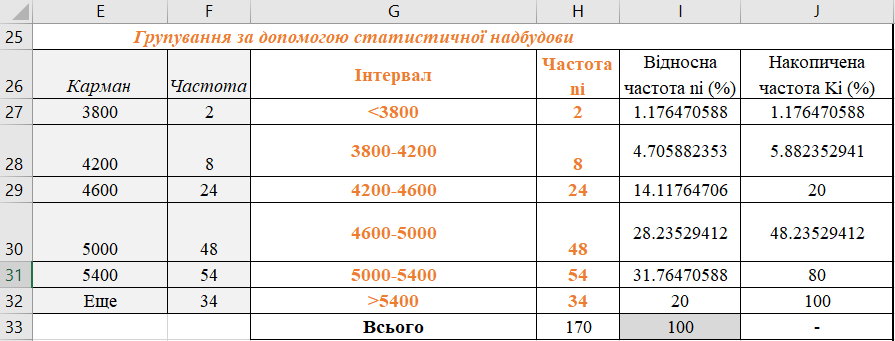 E F G H I J
25 Групування за допомогою статистичної надбудови
26 Карман Частота Інтервал Частота ni Відносна частота ni (%) Накопичена частота Ki (%)
27 3800 2 <3800 2 1.176470588 1.176470588
28 4200 8 3800-4200 8 4.705882353 5.882352941
29 4600 24 4200-4600 24 14.11764706 20
30 5000 48 4600-5000 48 28.23529412 48.23529412
31 5400 54 5000-5400 54 31.76470588 80
32 Еще 34 >5400 34 20 100
33 Всього 170 100 -